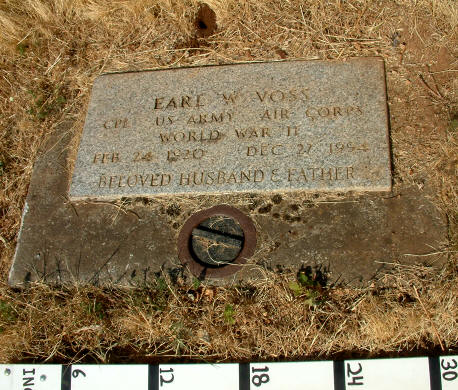 EARL W VOSS
CPL US ARMY AIR CORPS
WORLD WAR II
FEB 24 1920 DEC 27 1994
BELOVED HUSBAND & FATHER
INC 6 12 18 24 30